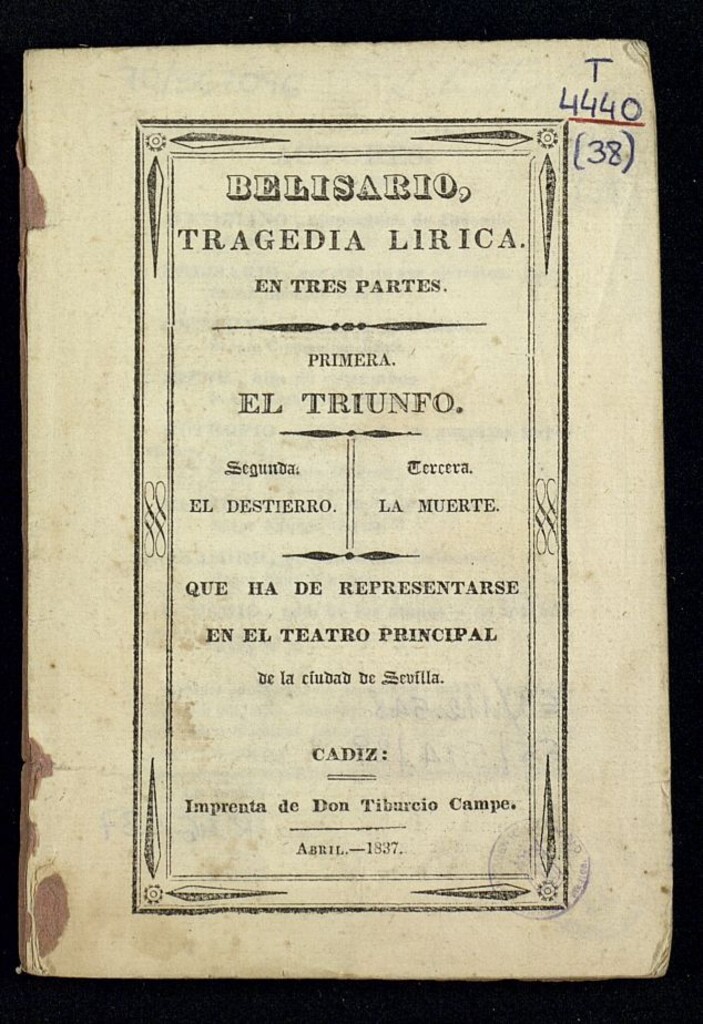 T
4440
(38)
BELISARIO,
TRAGEDIA LIRICA.
EN TRES PARTES.
PRIMERA.
EL TRIUNFO.
Segunda.
EL DESTIERRO.
Tercera.
LA MUERTE.
QUE HA DE REPRESENTARSE
EN EL TEATRO PRINCIPAL
de la ciudad de Sevilla.
CADIZ:
Imprenta de Don Tiburcio Campe.
ABRIL.—1837.